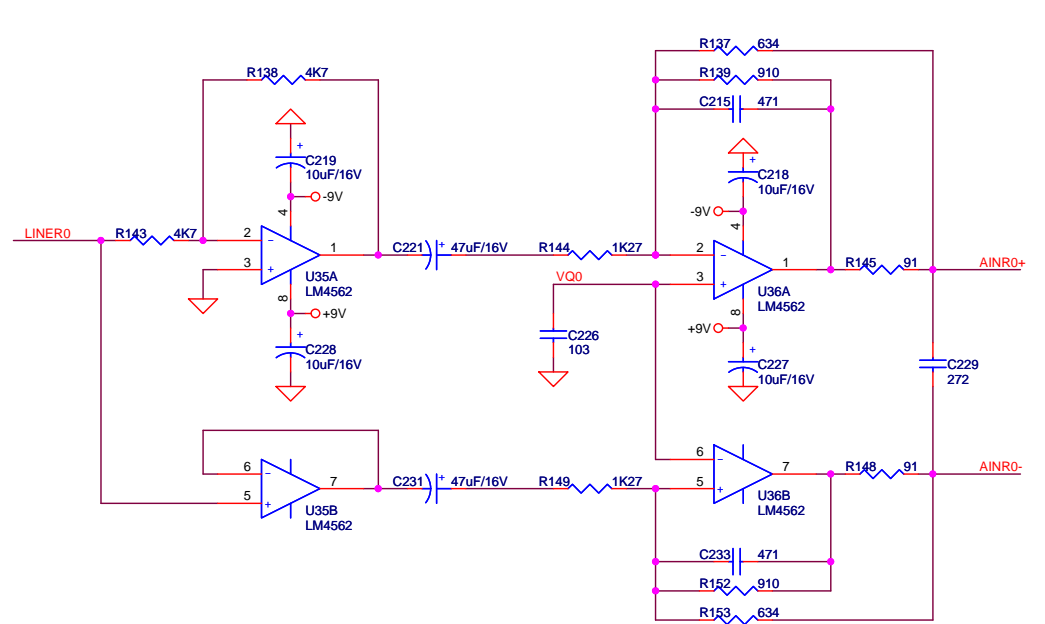 R137 634
R138 4K7
R139 910
C215 471
C219
10uF/16V
-9V
4
C218
10uF/16V
-9V
4
LINER0
R143 4K7
2
3
1
8
U35A
LM4562
+9V
C221 47uF/16V
R144 1K27
VQ0
2
3
1
8
U36A
LM4562
+9V
R145 91
AINR0+
C226
103
C228
10uF/16V
C227
10uF/16V
C229
272
6
5
7
U35B
LM4562
C231 47uF/16V
R149 1K27
6
5
7
U36B
LM4562
R148 91
AINR0-
C233 471
R152 910
R153 634